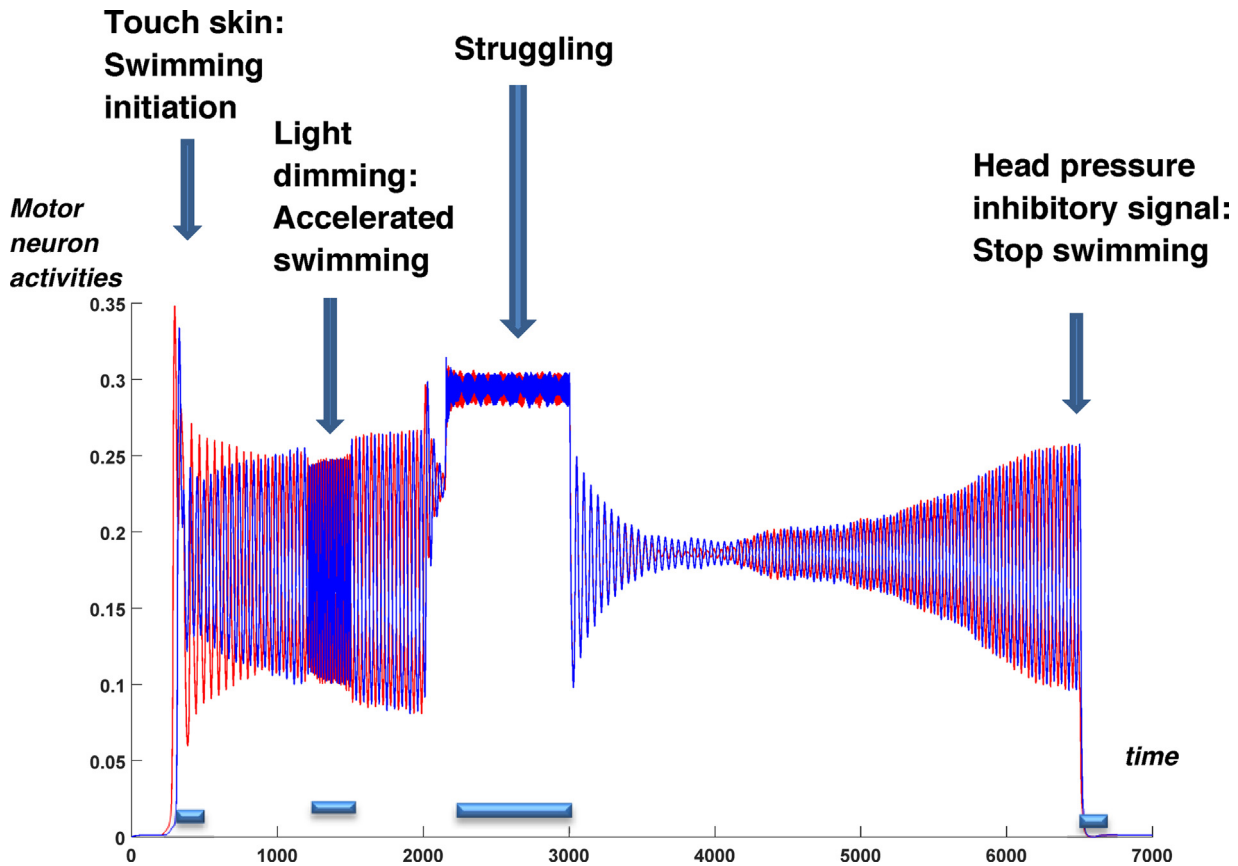 Touch skin:
Swimming
initiation
Struggling
Light
dimming:
Accelerated
swimming
Head pressure
inhibitory signal:
Stop swimming
Motor
neuron
activities
0.35
0.3
0.25
0.2
0.15
0.1
0.05
0
time
0 1000 2000 3000 4000 5000 6000 7000